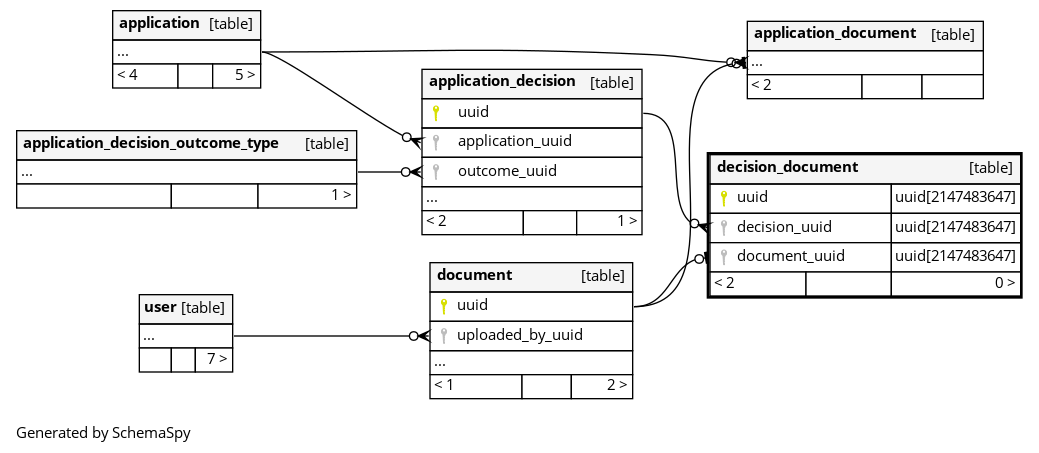 application [table]
...
< 4 5 >
application_document [table]
...
< 2
application_decision [table]
uuid
application_uuid
outcome_uuid
...
< 2 1 >
application_decision_outcome_type [table]
...
1 >
decision_document [table]
uuid uuid[2147483647]
decision_uuid uuid[2147483647]
document_uuid uuid[2147483647]
< 2 0 >
document [table]
uuid
uploaded_by_uuid
...
< 1 2 >
user [table]
...
7 >
Generated by SchemaSpy